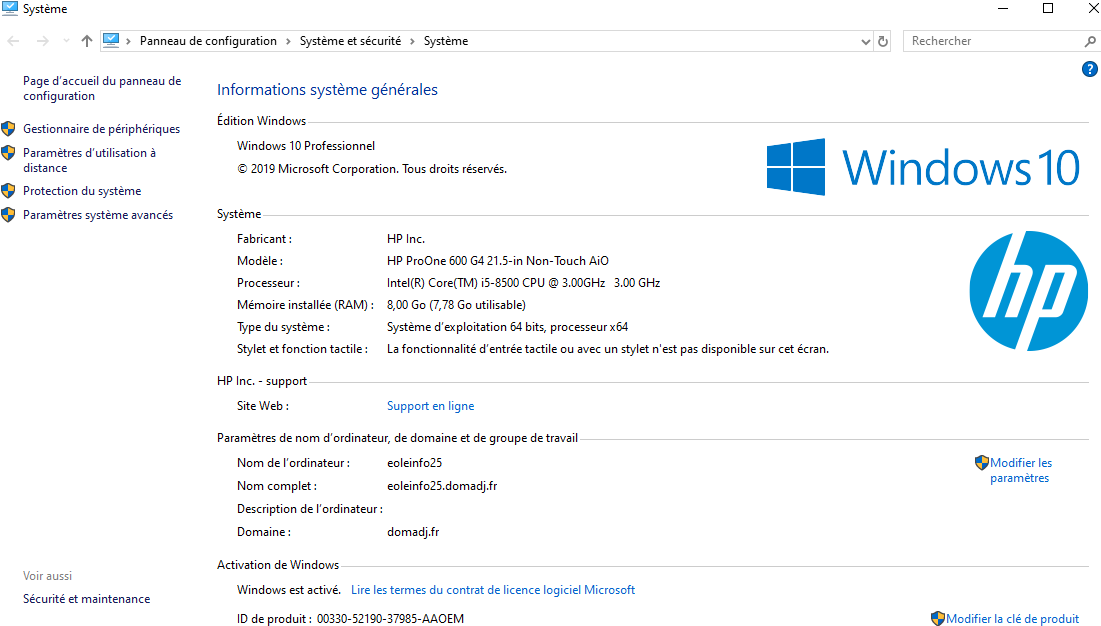 Système
Panneau de configuration > Système et sécurité > Système
Rechercher
?
Page d'accueil du panneau de
configuration
Gestionnaire de périphériques
Paramètres d'utilisation à
distance
Protection du système
Paramètres système avancés
Informations système générales
Édition Windows
Windows 10 Professionnel
© 2019 Microsoft Corporation. Tous droits réservés.
Windows 10
Système
Fabricant : HP Inc.
Modèle : HP ProOne 600 G4 21.5-in Non-Touch AiO
Processeur : Intel(R) Core(TM) i5-8500 CPU @ 3.00GHz 3.00 GHz
Mémoire installée (RAM) : 8,00 Go (7,78 Go utilisable)
Type du système : Système d'exploitation 64 bits, processeur x64
Stylet et fonction tactile : La fonctionnalité d'entrée tactile ou avec un stylet n'est pas disponible sur cet écran.
hp
HP Inc. - support
Site Web : Support en ligne
Paramètres de nom d'ordinateur, de domaine et de groupe de travail
Nom de l'ordinateur : eoleinfo25
Nom complet : eoleinfo25.domadj.fr
Description de l'ordinateur :
Domaine : domadj.fr
Modifier les
paramètres
Activation de Windows
Windows est activé. Lire les termes du contrat de licence logiciel Microsoft
ID de produit : 00330-52190-37985-AAOEM
Modifier la clé de produit
Voir aussi
Sécurité et maintenance